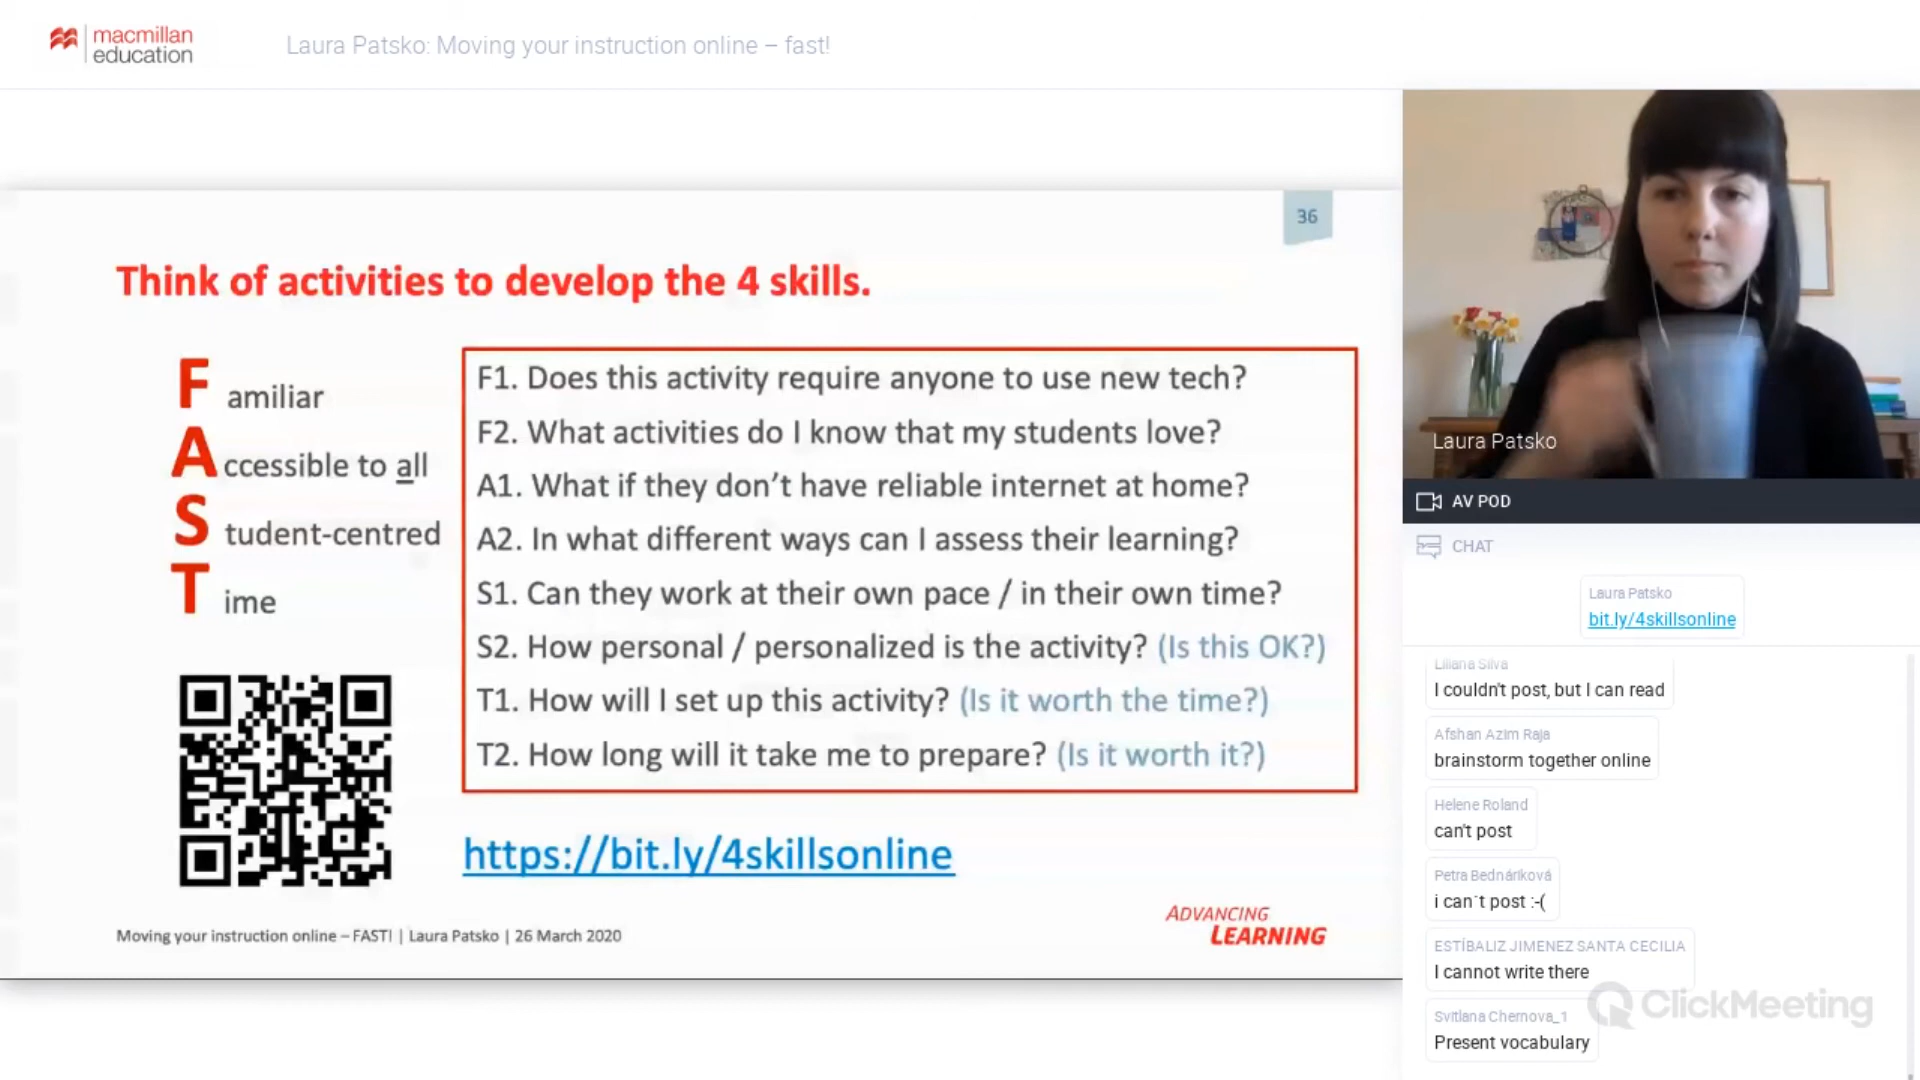 macmillan
education
Laura Patsko: Moving your instruction online – fast!
36
Think of activities to develop the 4 skills.
Familiar
Accessible to all
Student-centred
Time
F1. Does this activity require anyone to use new tech?
F2. What activities do I know that my students love?
A1. What if they don't have reliable internet at home?
A2. In what different ways can I assess their learning?
S1. Can they work at their own pace / in their own time?
S2. How personal / personalized is the activity? (Is this OK?)
T1. How will I set up this activity? (Is it worth the time?)
T2. How long will it take me to prepare? (Is it worth it?)
https://bit.ly/4skillsonline
Moving your instruction online – FAST! | Laura Patsko | 26 March 2020
ADVANCING
LEARNING
Laura Patsko
AV POD
CHAT
Laura Patsko
bit.ly/4skillsonline
Liliana Silva
I couldn't post, but I can read
Afshan Azim Raja
brainstorm together online
Helene Roland
can't post
Petra Bednáriková
i can´t post :-(
ESTÍBALIZ JIMENEZ SANTA CECILIA
I cannot write there
Svitlana Chernova_1
Present vocabulary
ClickMeeting